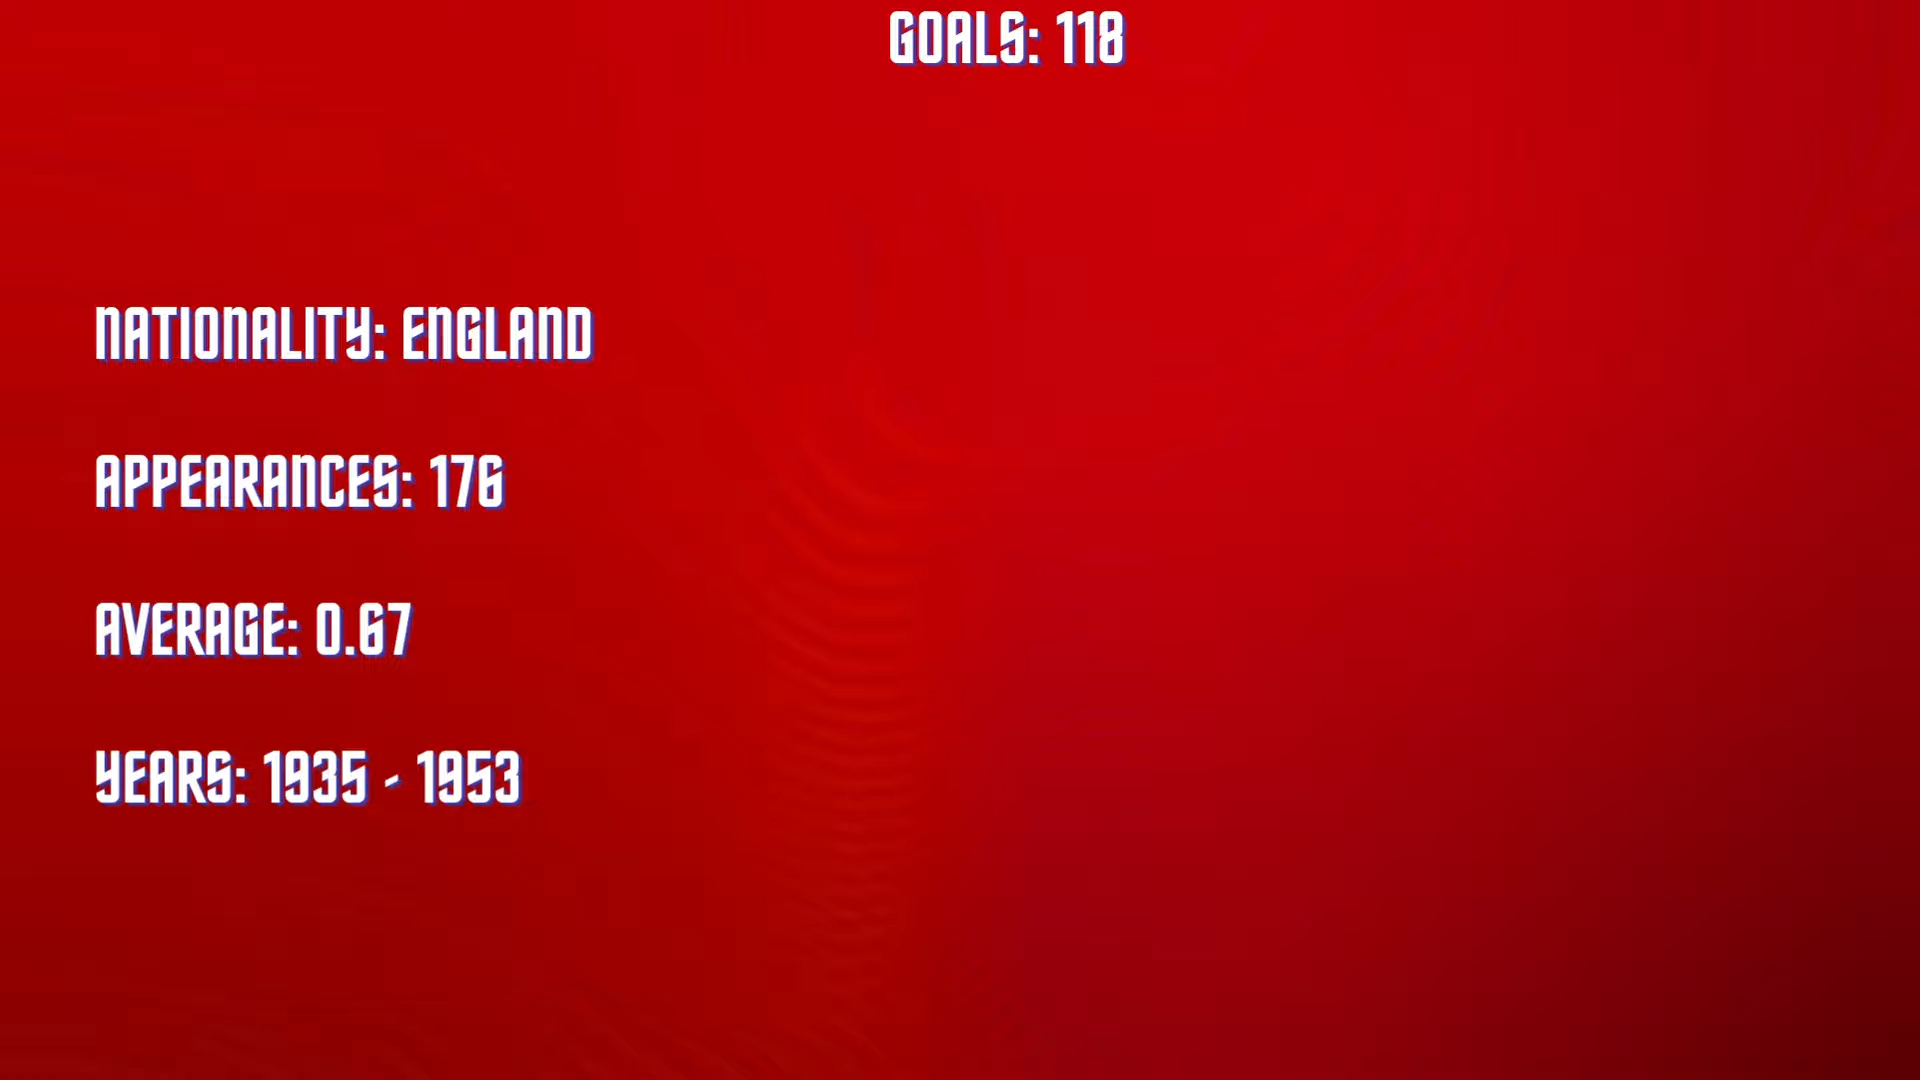 GOALS: 118
NATIONALITY: ENGLAND
APPEARANCES: 176
AVERAGE: 0.67
YEARS: 1935 - 1953